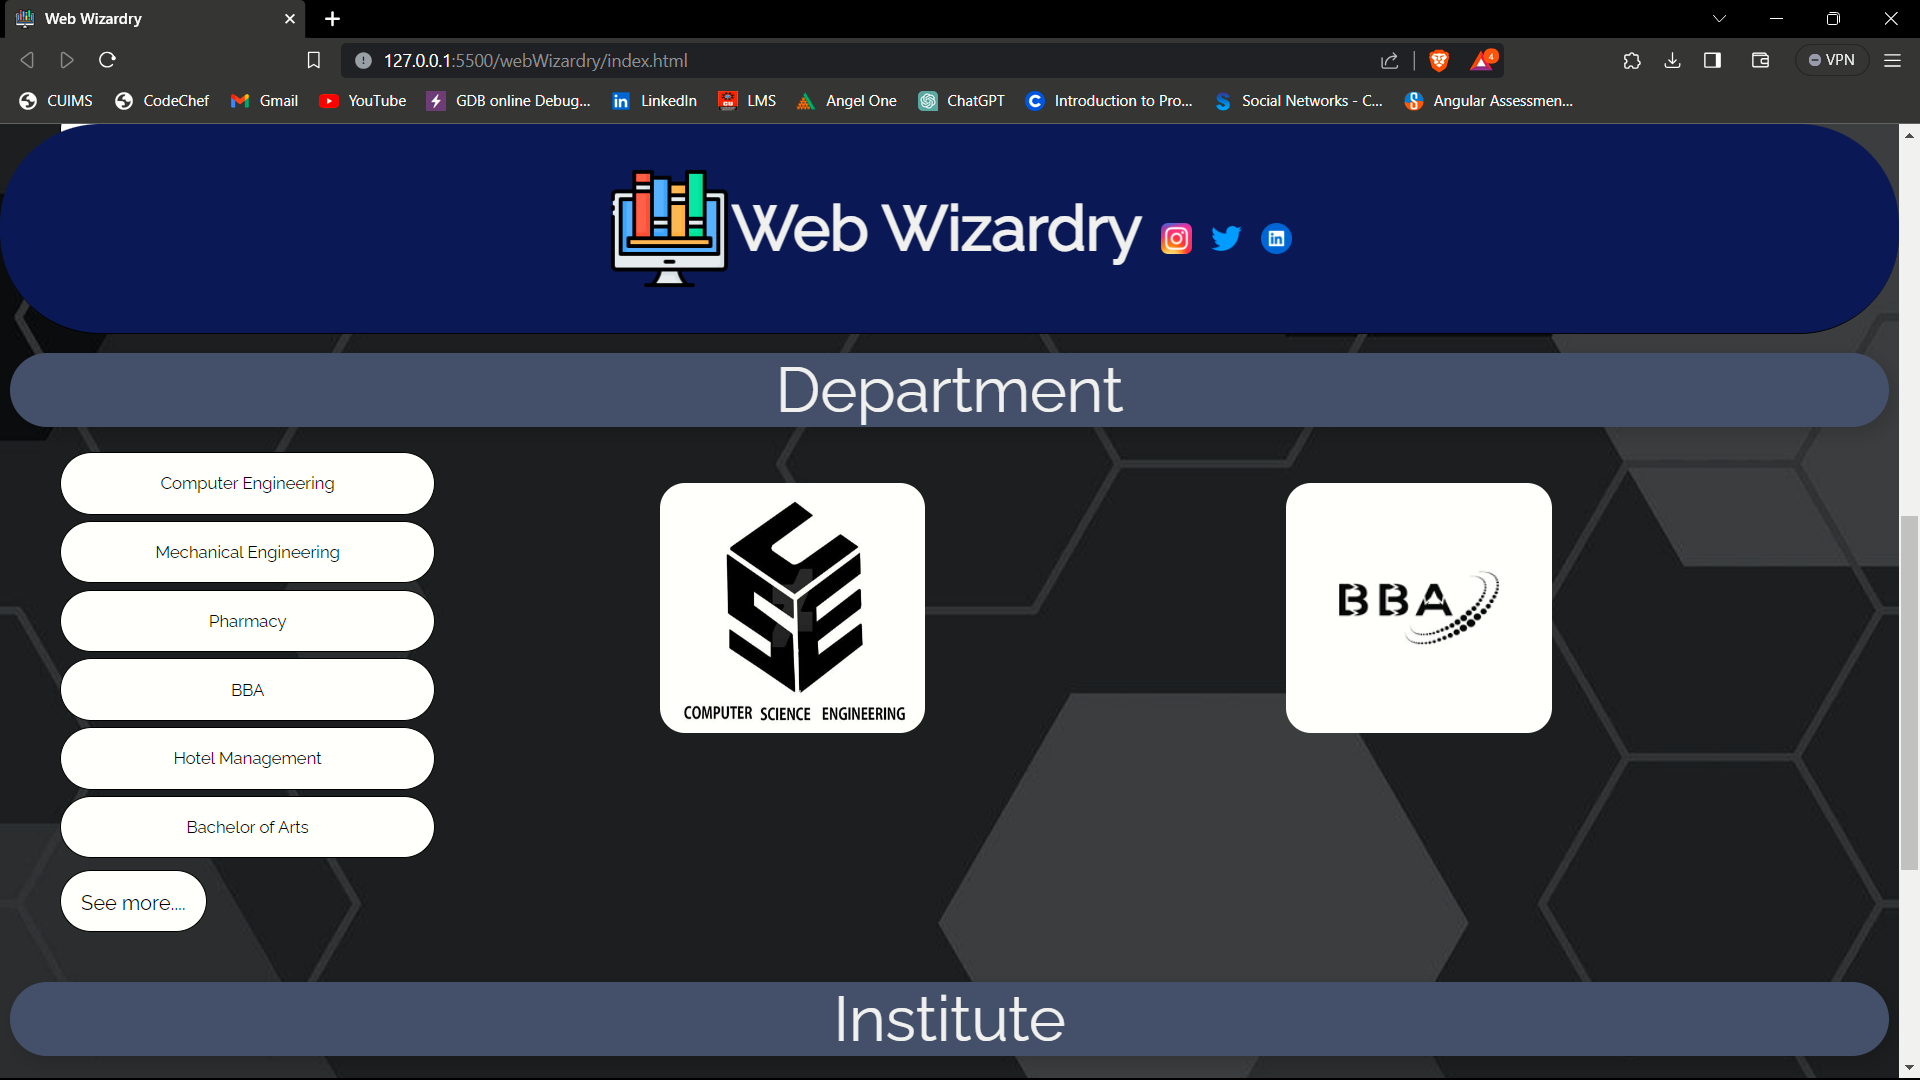 Web Wizardry
127.0.0.1:5500/webWizardry/index.html
4
VPN
CUIMS
CodeChef
Gmail
YouTube
GDB online Debug...
LinkedIn
LMS
Angel One
ChatGPT
Introduction to Pro...
Social Networks - C...
Angular Assessmen...
Web Wizardry
Department
Computer Engineering
Mechanical Engineering
Pharmacy
BBA
Hotel Management
Bachelor of Arts
See more....
CSE
COMPUTER SCIENCE ENGINEERING
BBA
Institute